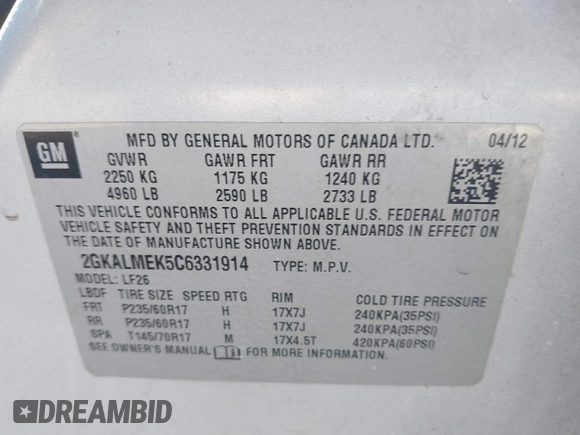 GM
MFD BY GENERAL MOTORS OF CANADA LTD. 04/12
GVWR GAWR FRT GAWR RR
2250 KG 1175 KG 1240 KG
4960 LB 2590 LB 2733 LB
THIS VEHICLE CONFORMS TO ALL APPLICABLE U.S. FEDERAL MOTOR
VEHICLE SAFETY AND THEFT PREVENTION STANDARDS IN EFFECT ON
THE DATE OF MANUFACTURE SHOWN ABOVE.
2GKALMEK5C6331914 TYPE: M.P.V.
MODEL: LF26
LBDF TIRE SIZE SPEED RTG RIM COLD TIRE PRESSURE
FRT P235/60R17 H 17X7J 240KPA(35PSI)
RR P235/60R17 H 17X7J 240KPA(35PSI)
SPA T145/70R17 M 17X4.5T 420KPA(60PSI)
SEE OWNER'S MANUAL FOR ADDITIONAL INFORMATION.
DREAMBID